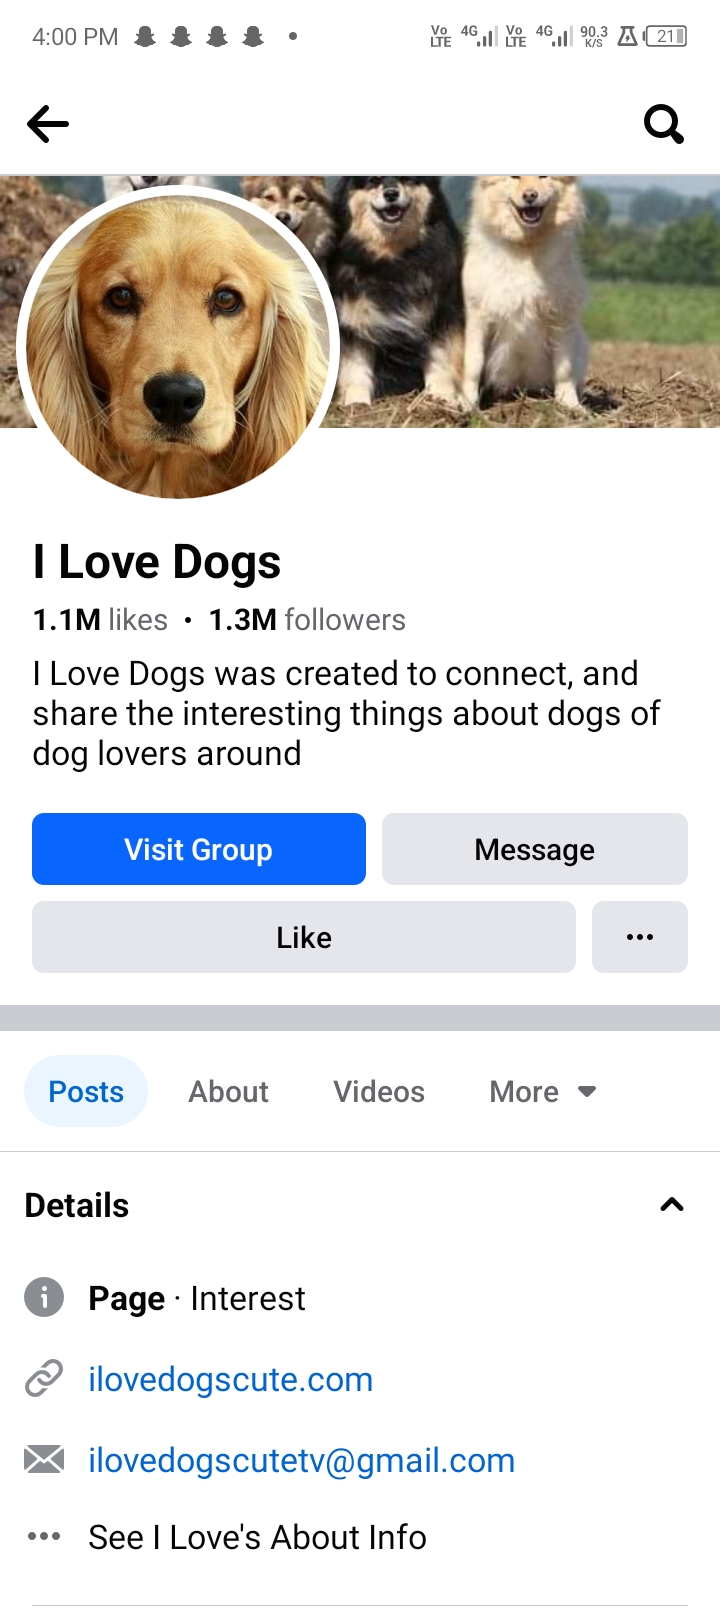 4:00 PM
Vo LTE 4G Vo LTE 4G 90.3 K/S 21
I Love Dogs
1.1M likes • 1.3M followers
I Love Dogs was created to connect, and
share the interesting things about dogs of
dog lovers around
Visit Group
Message
Like
Posts
About
Videos
More
Details
Page · Interest
ilovedogscute.com
ilovedogscutetv@gmail.com
See I Love's About Info